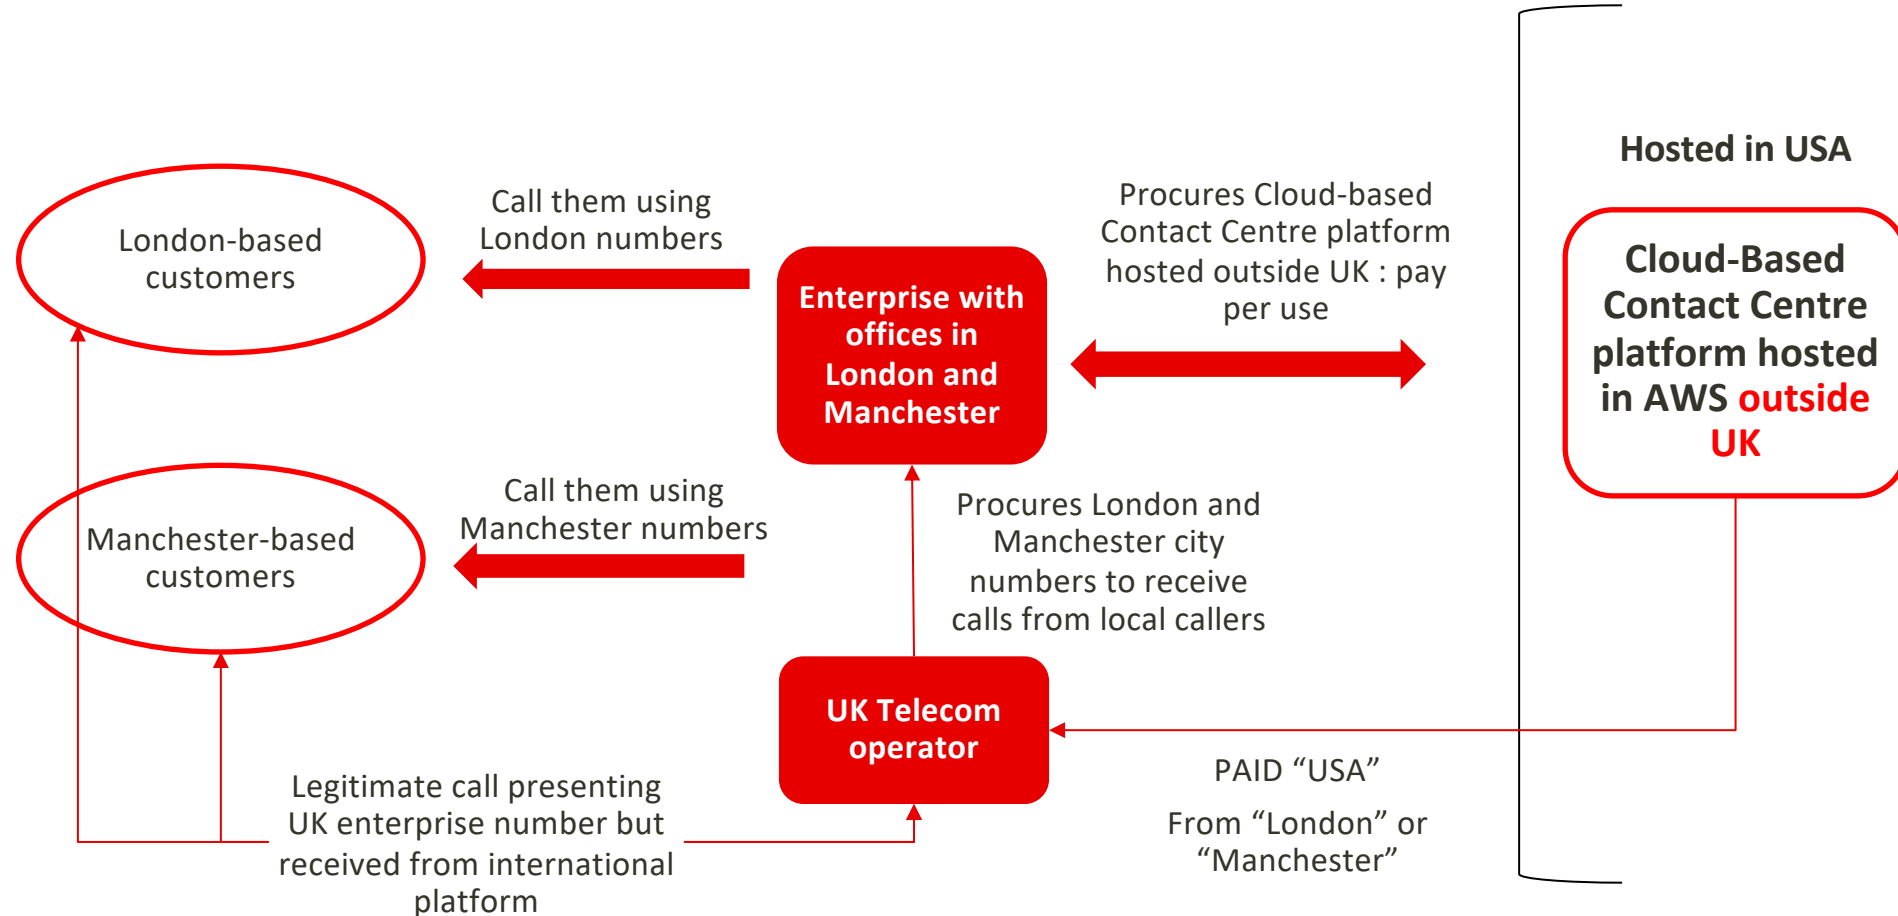 Hosted in USA
Call them using
London numbers
Procures Cloud-based
Contact Centre platform
hosted outside UK : pay
per use
London-based
customers
Enterprise with
offices in
London and
Manchester
Cloud-Based
Contact Centre
platform hosted
in AWS outside
UK
Call them using
Manchester numbers
Manchester-based
customers
Procures London and
Manchester city
numbers to receive
calls from local callers
UK Telecom
operator
PAID “USA”
From “London” or
“Manchester”
Legitimate call presenting
UK enterprise number but
received from international
platform